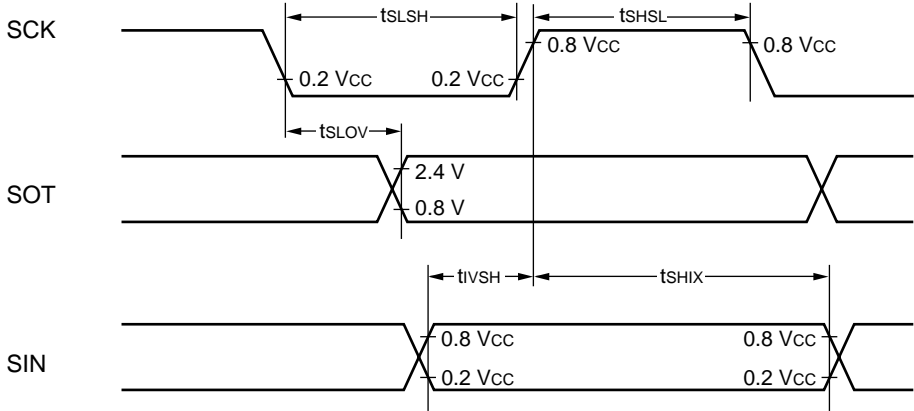 tSLSH
tSHSL
SCK
0.8 VCC
0.8 VCC
0.2 VCC
0.2 VCC
tSLOV
2.4 V
SOT
0.8 V
tIVSH
tSHIX
0.8 VCC
0.8 VCC
SIN
0.2 VCC
0.2 VCC